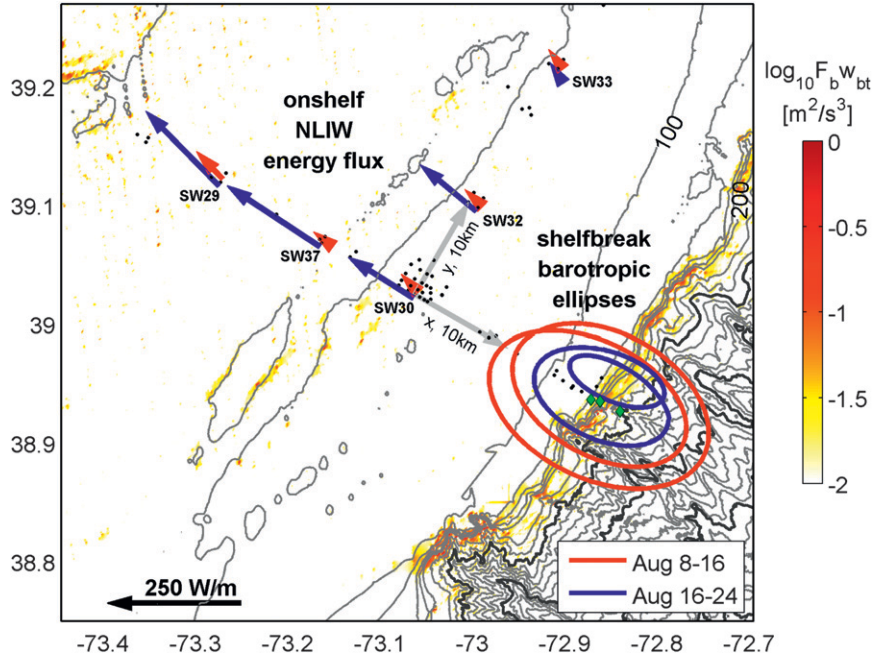 39.2
39.1
39
38.9
38.8
-73.4
-73.3
-73.2
-73.1
-73
-72.9
-72.8
-72.7
onshelf
NLIW
energy flux
SW33
SW29
SW32
SW37
SW30
y, 10km
x, 10km
shelfbreak
barotropic
ellipses
100
200
250 W/m
Aug 8-16
Aug 16-24
log10Fbwbt
[m²/s³]
0
-0.5
-1
-1.5
-2